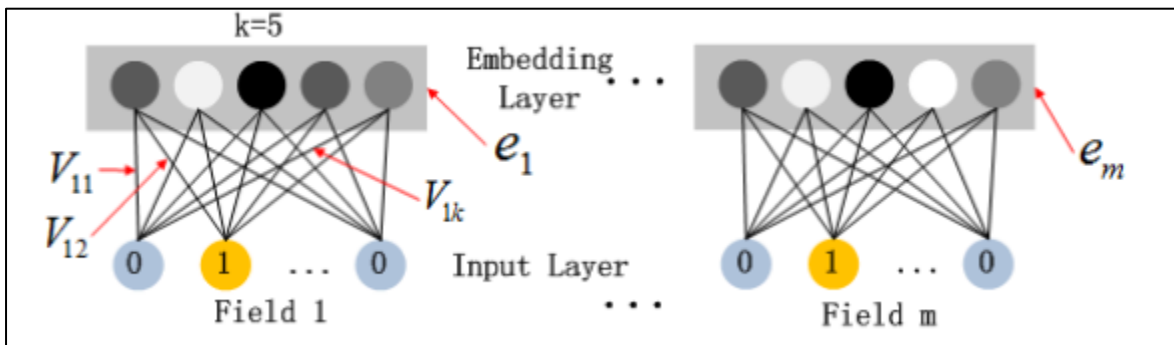 k=5
Embedding
Layer
...
e₁
eₘ
V₁₁
V₁₂
V₁ₖ
0 1 ... 0
Input Layer
0 1 ... 0
Field 1
...
Field m